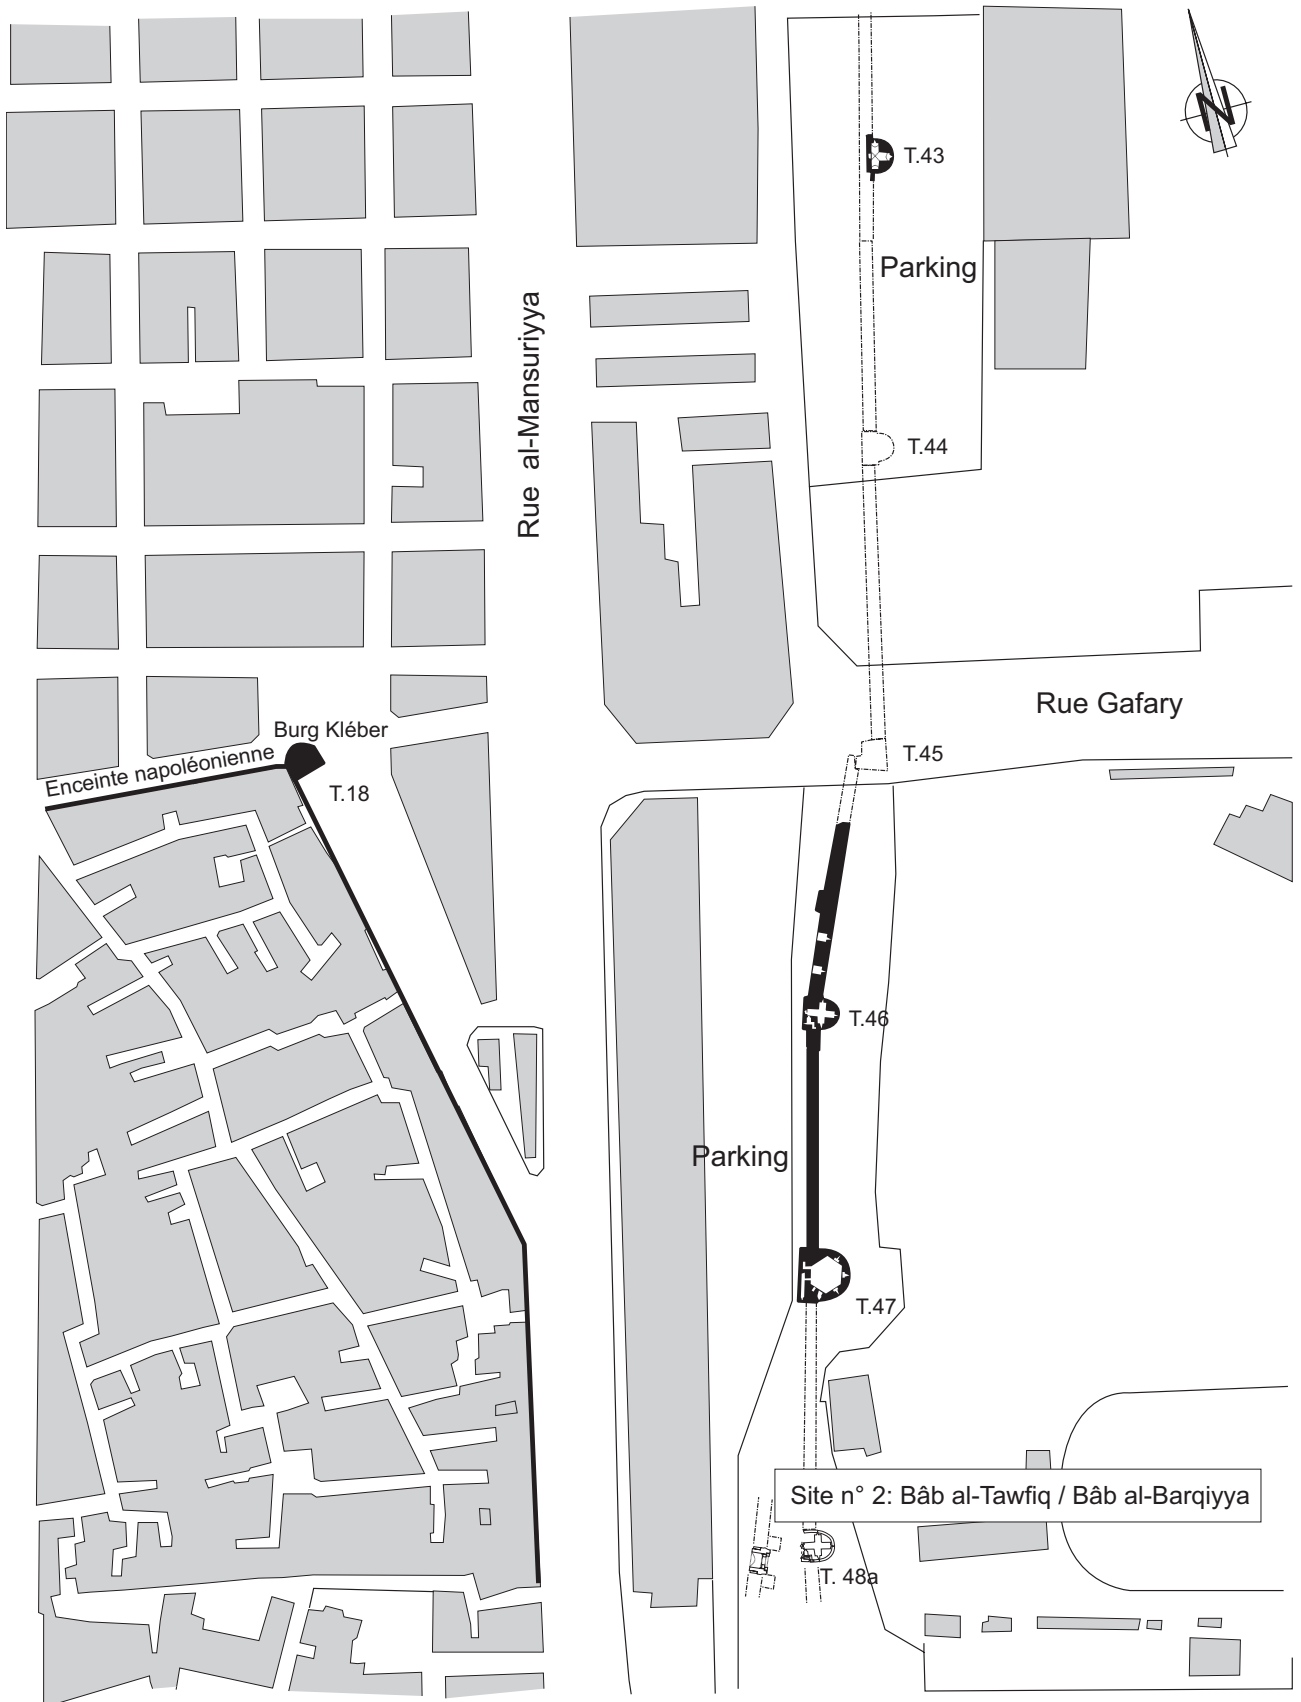 N
T.43
Parking
Rue al-Mansuriyya
T.44
Rue Gafary
Burg Kléber
Enceinte napoléonienne
T.45
T.18
T.46
Parking
T.47
Site n° 2: Bâb al-Tawfiq / Bâb al-Barqiyya
T. 48a